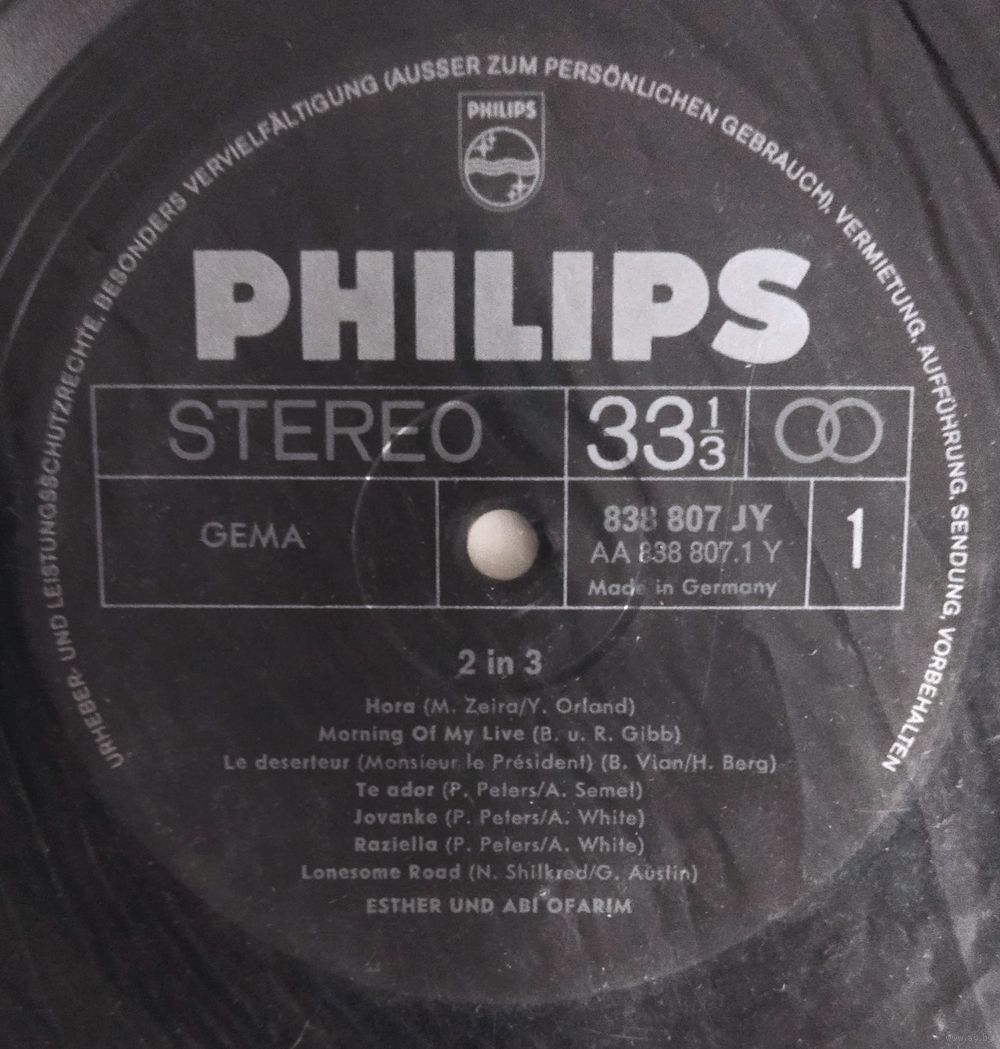 URHEBER- UND LEISTUNGSSCHUTZRECHTE, BESONDERS VERVIELFÄLTIGUNG (AUSSER ZUM PERSÖNLICHEN GEBRAUCH), VERMIETUNG, AUFFÜHRUNG, SENDUNG, VORBEHALTEN
PHILIPS
PHILIPS
STEREO 33 1/3
GEMA
838 807 JY
AA 838 807.1 Y
Made in Germany
1
2 in 3
Hora (M. Zeira/Y. Orland)
Morning Of My Live (B. u. R. Gibb)
Le deserteur (Monsieur le Président) (B. Vian/H. Berg)
Te ador (P. Peters/A. Semel)
Jovanke (P. Peters/A. White)
Raziella (P. Peters/A. White)
Lonesome Road (N. Shilkred/G. Austin)
ESTHER UND ABI OFARIM